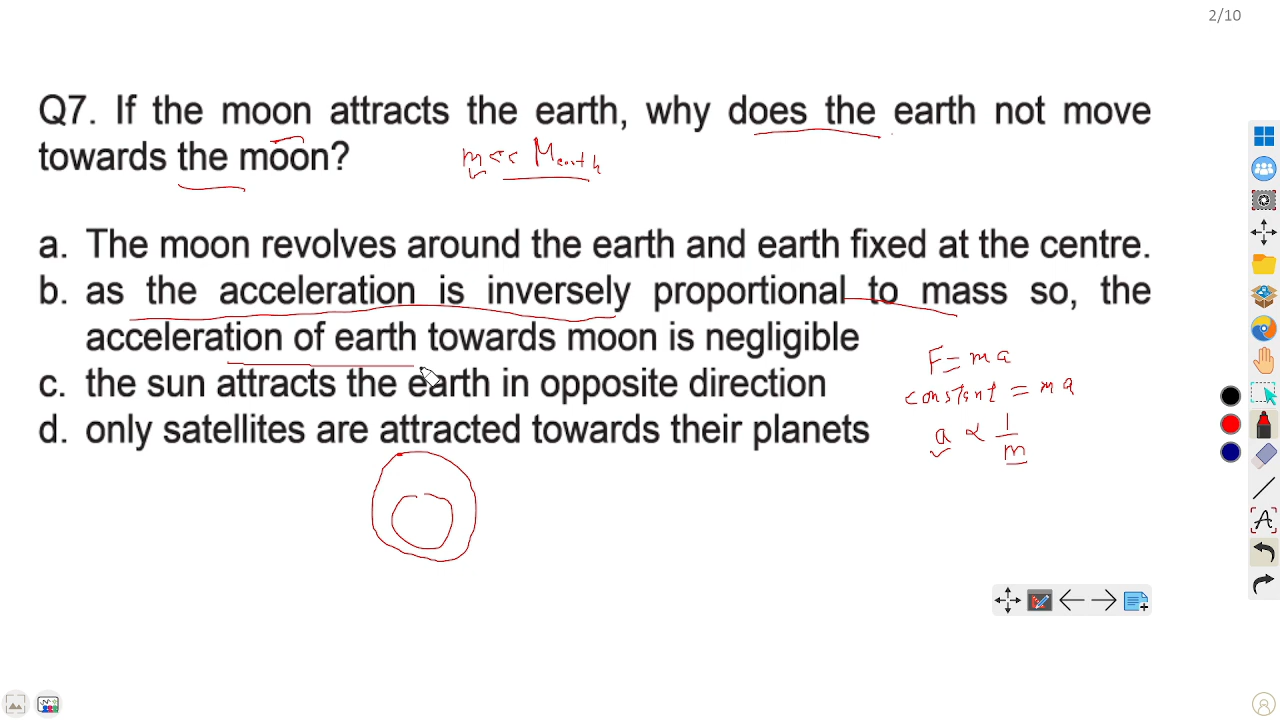 2/10
Q7. If the moon attracts the earth, why does the earth not move
towards the moon?
m << Mearth
a. The moon revolves around the earth and earth fixed at the centre.
b. as the acceleration is inversely proportional to mass so, the
acceleration of earth towards moon is negligible
c. the sun attracts the earth in opposite direction
d. only satellites are attracted towards their planets
F = ma
constant = ma
a ∝ 1/m
A